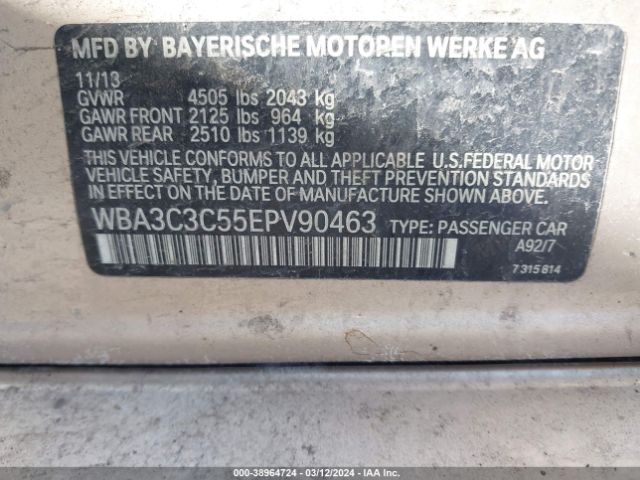 MFD BY BAYERISCHE MOTOREN WERKE AG
11/13
GVWR 4505 lbs 2043 kg
GAWR FRONT 2125 lbs 964 kg
GAWR REAR 2510 lbs 1139 kg
THIS VEHICLE CONFORMS TO ALL APPLICABLE U.S.FEDERAL MOTOR
VEHICLE SAFETY, BUMPER AND THEFT PREVENTION STANDARDS
IN EFFECT ON THE DATE OF MANUFACTURE SHOWN ABOVE.
WBA3C3C55EPV90463 TYPE: PASSENGER CAR
A92/7
7 315 814
000-38964724 - 03/12/2024 - IAA Inc.